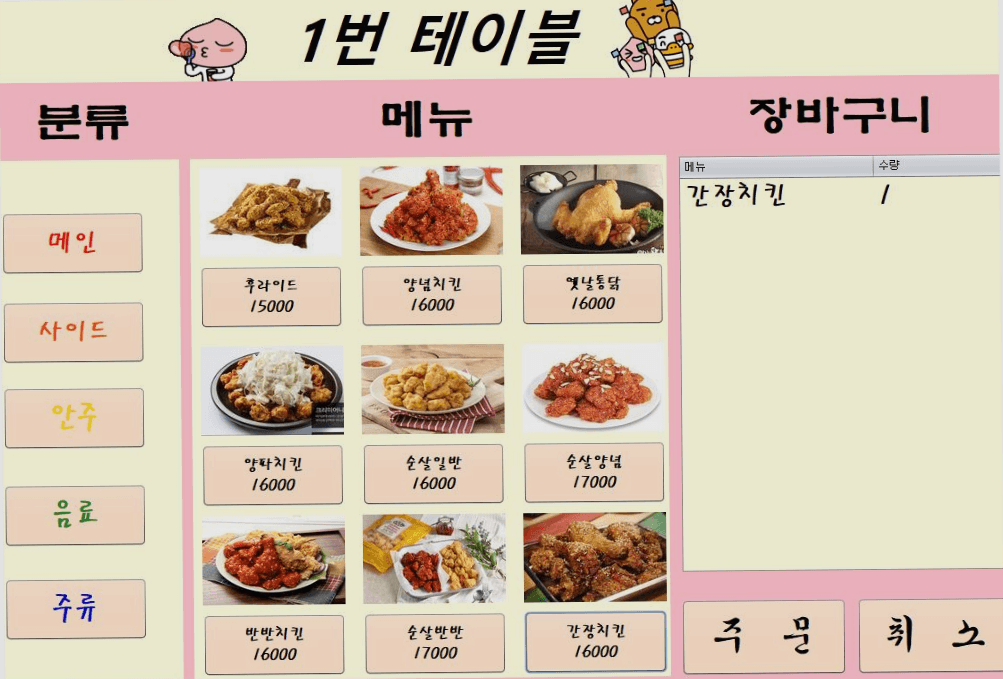 1번 테이블
분류
메뉴
장바구니
메인
사이드
안주
음료
주류
후라이드
15000
양념치킨
16000
옛날통닭
16000
양파치킨
16000
순살일반
16000
순살양념
17000
반반치킨
16000
순살반반
17000
간장치킨
16000
메뉴 수량
간장치킨 1
주 문
취 소